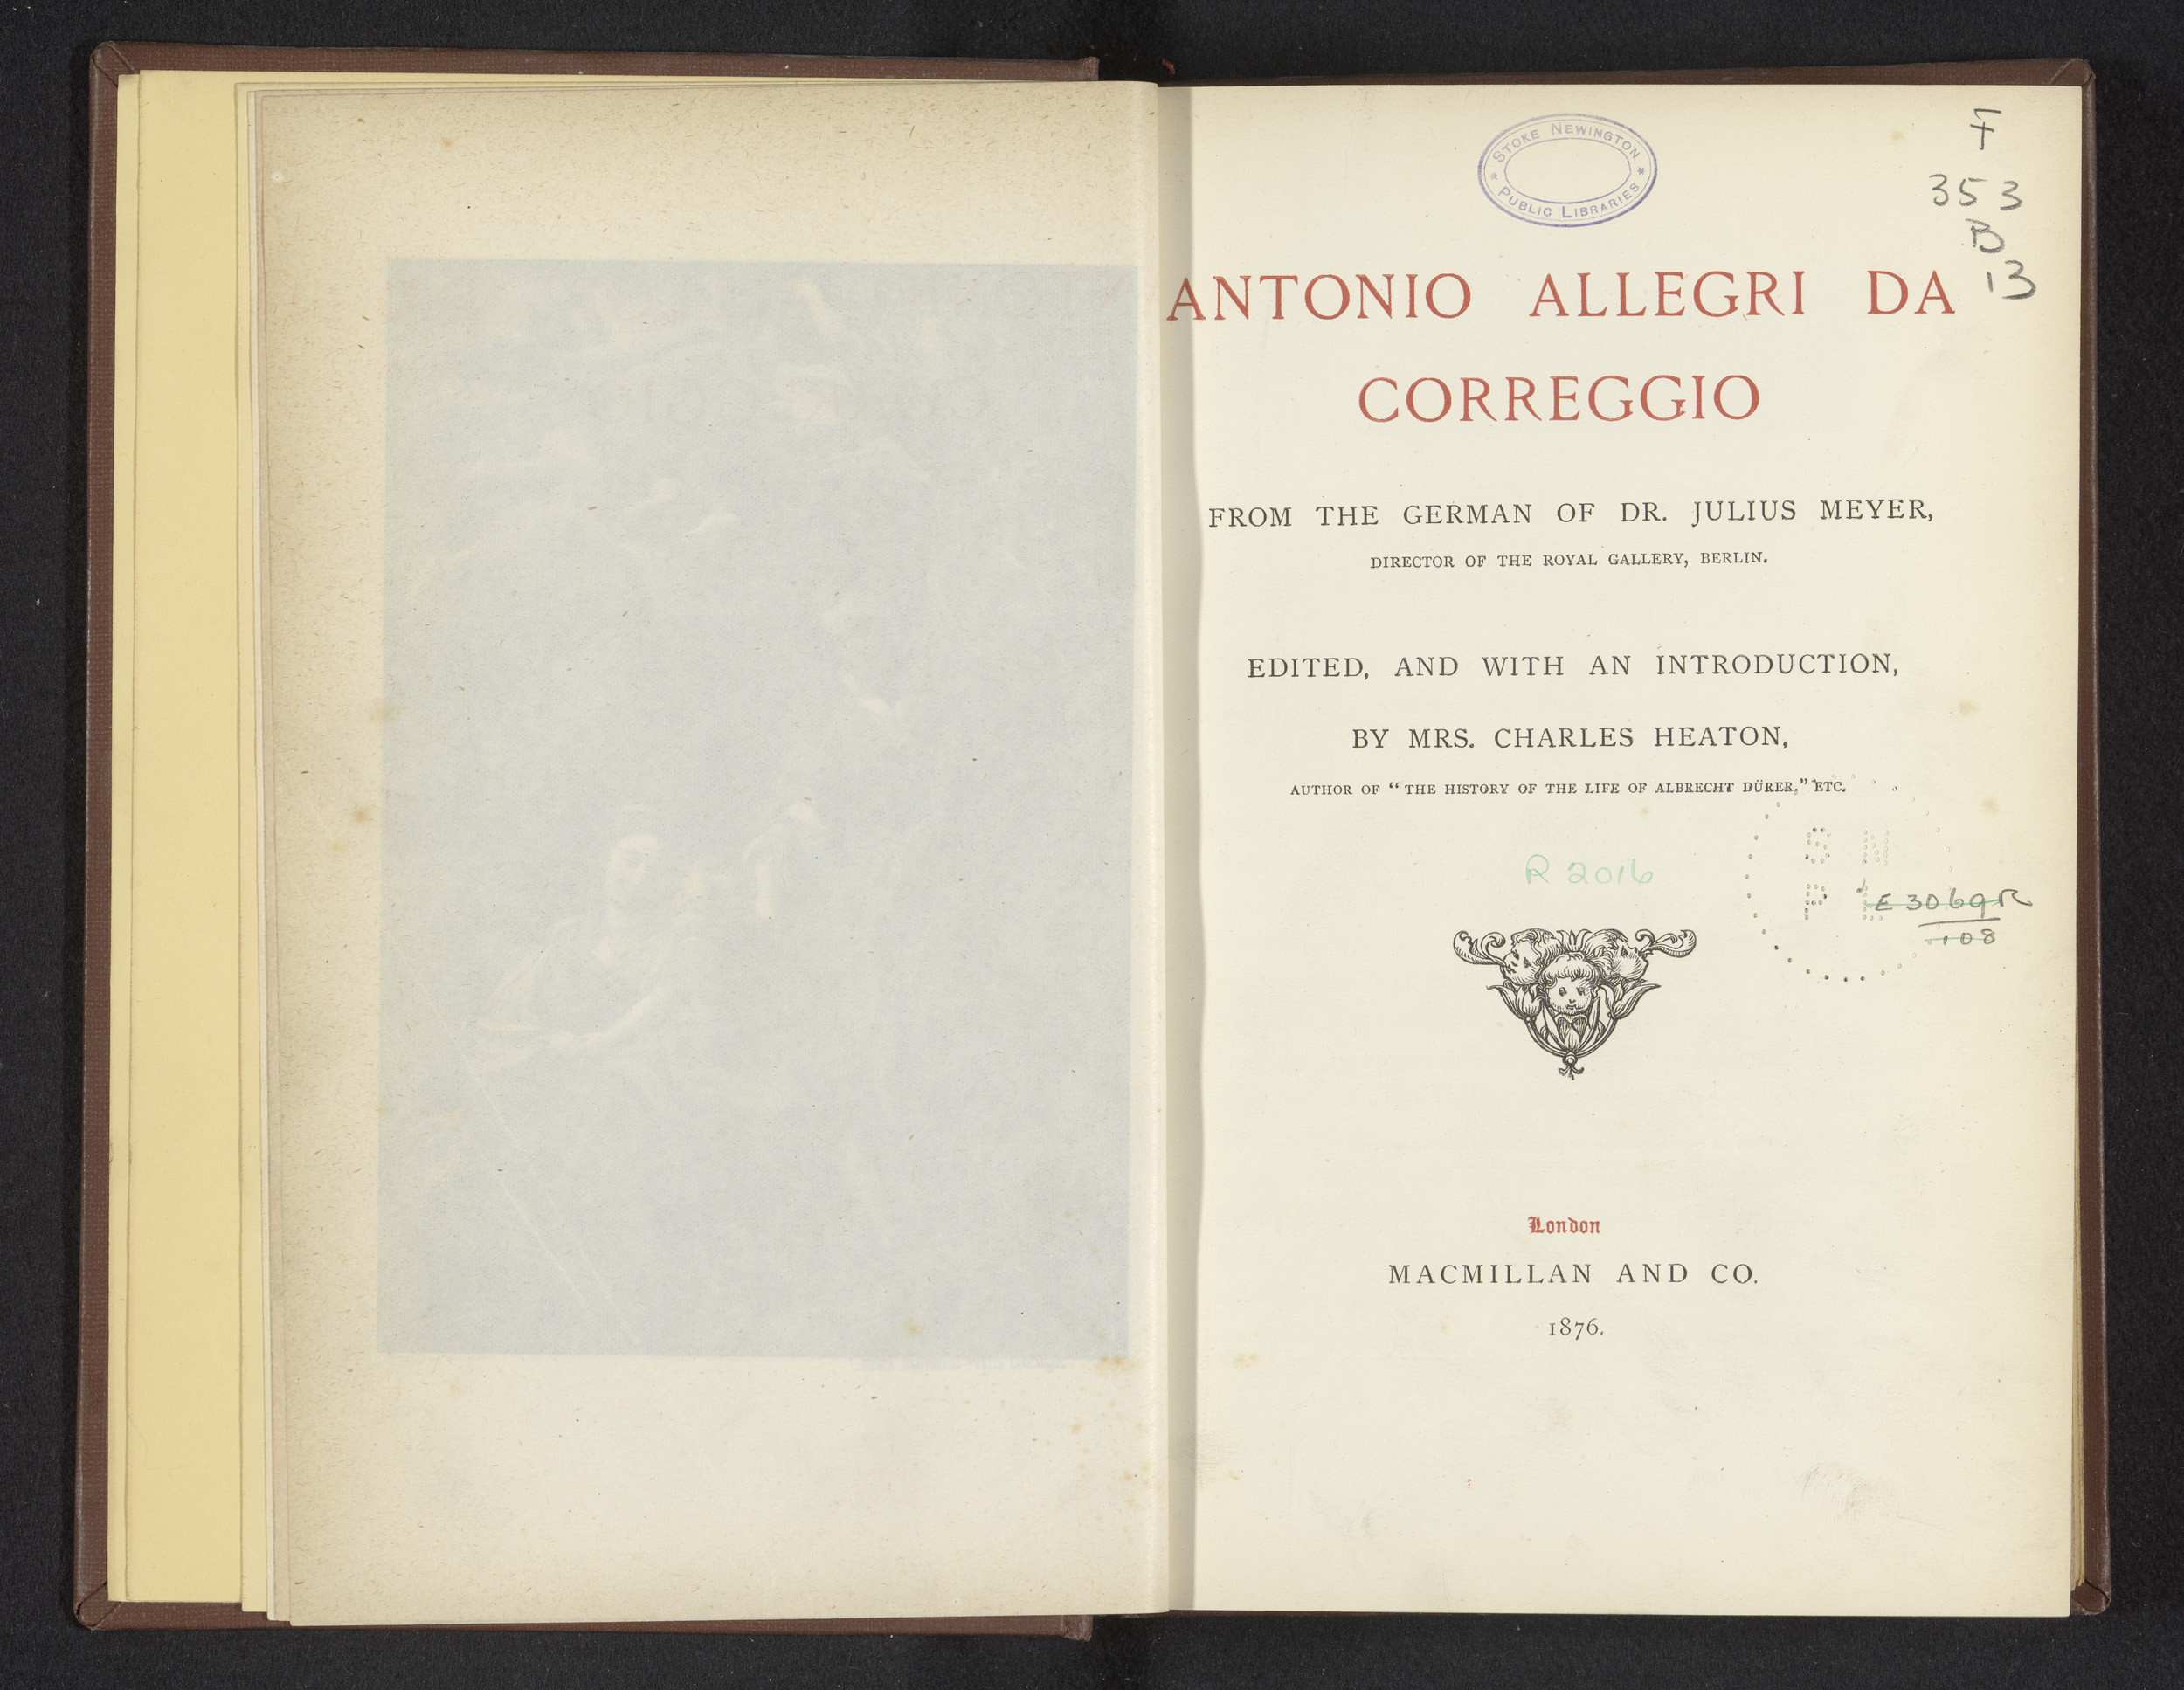 STOKE NEWINGTON
PUBLIC LIBRARIES
F
353
B
13
ANTONIO ALLEGRI DA
CORREGGIO
FROM THE GERMAN OF DR. JULIUS MEYER,
DIRECTOR OF THE ROYAL GALLERY, BERLIN.
EDITED, AND WITH AN INTRODUCTION,
BY MRS. CHARLES HEATON,
AUTHOR OF “THE HISTORY OF THE LIFE OF ALBRECHT DÜRER,” ETC.
S N
P L
R 2016
E 3069R
108
London
MACMILLAN AND CO.
1876.